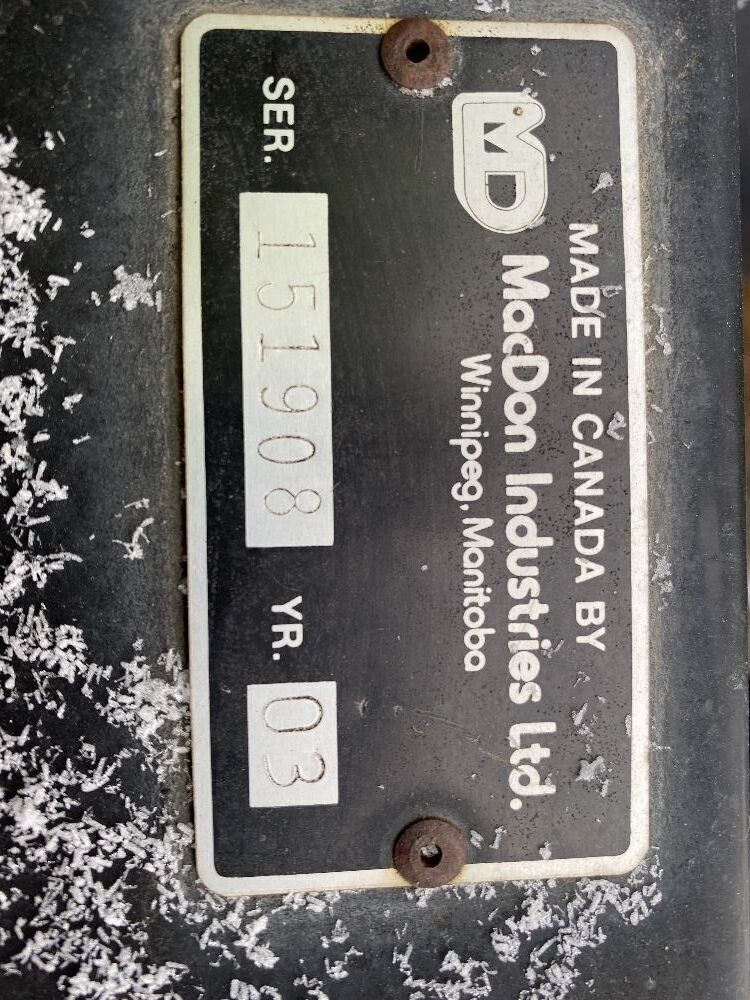 MADE IN CANADA BY
MD MacDon Industries Ltd.
Winnipeg, Manitoba
SER. 151908 YR. 03